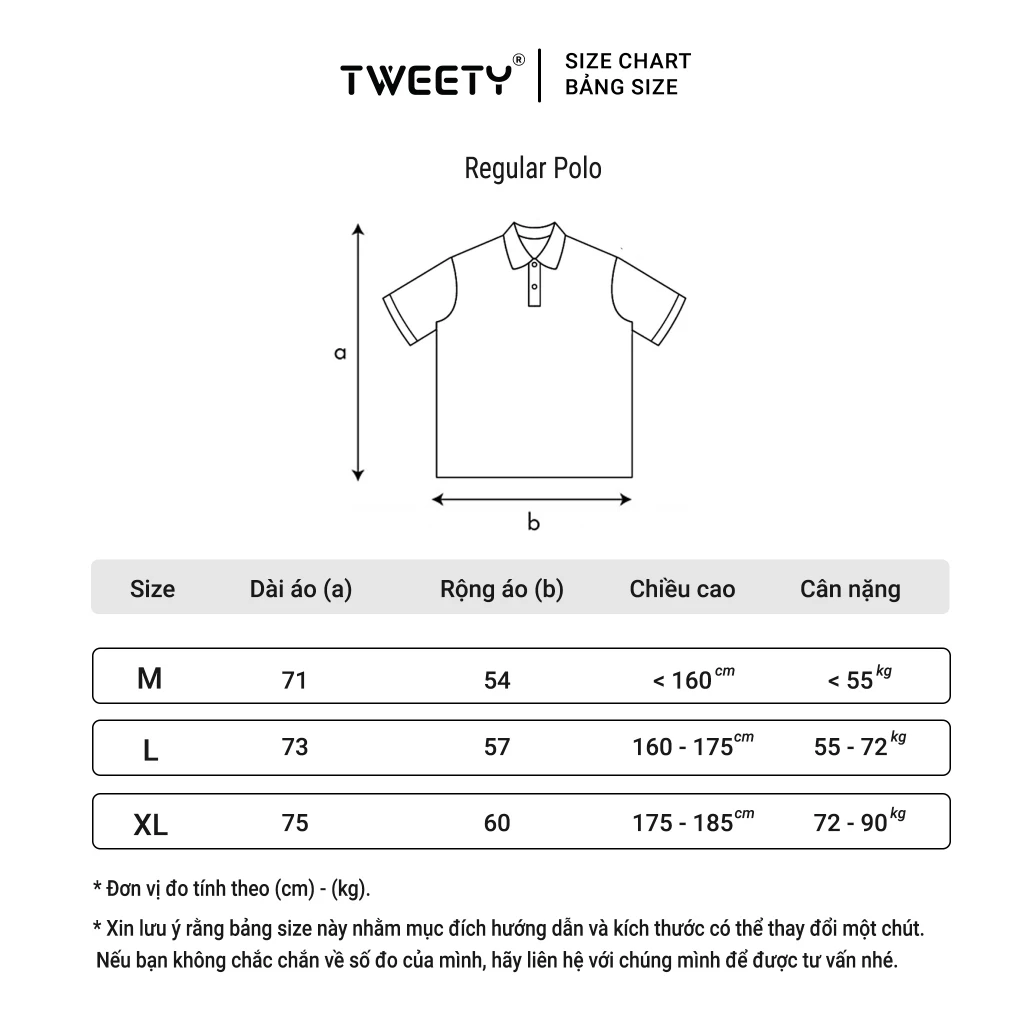 TWEETY®
SIZE CHART
BẢNG SIZE
Regular Polo
a
b
Size Dài áo (a) Rộng áo (b) Chiều cao Cân nặng
M 71 54 < 160 cm < 55 kg
L 73 57 160 - 175 cm 55 - 72 kg
XL 75 60 175 - 185 cm 72 - 90 kg
* Đơn vị đo tính theo (cm) - (kg).
* Xin lưu ý rằng bảng size này nhằm mục đích hướng dẫn và kích thước có thể thay đổi một chút.
Nếu bạn không chắc chắn về số đo của mình, hãy liên hệ với chúng mình để được tư vấn nhé.